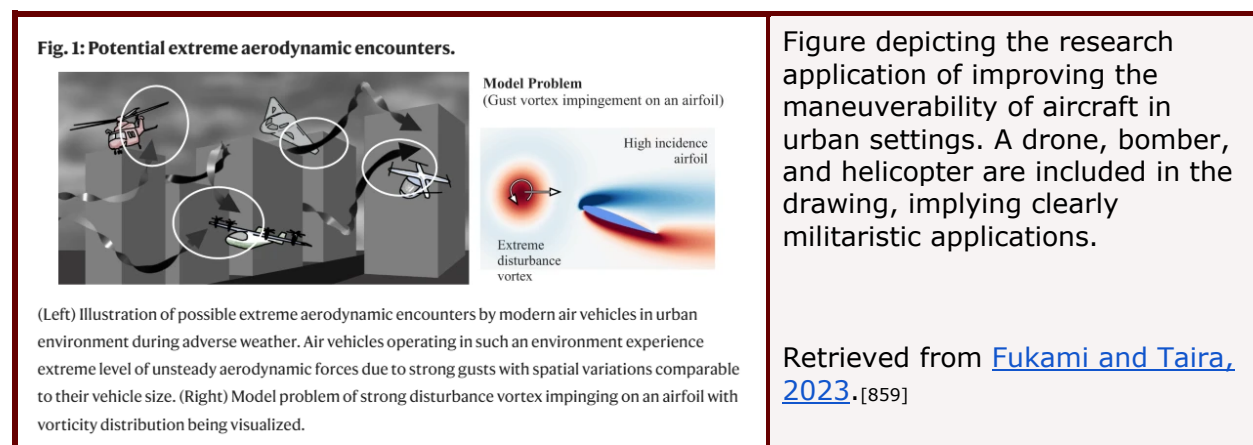 Fig. 1: Potential extreme aerodynamic encounters.
Model Problem
(Gust vortex impingement on an airfoil)
High incidence
airfoil
Extreme
disturbance
vortex
(Left) Illustration of possible extreme aerodynamic encounters by modern air vehicles in urban
environment during adverse weather. Air vehicles operating in such an environment experience
extreme level of unsteady aerodynamic forces due to strong gusts with spatial variations comparable
to their vehicle size. (Right) Model problem of strong disturbance vortex impinging on an airfoil with
vorticity distribution being visualized.
Figure depicting the research
application of improving the
maneuverability of aircraft in
urban settings. A drone, bomber,
and helicopter are included in the
drawing, implying clearly
militaristic applications.
Retrieved from Fukami and Taira,
2023.[859]